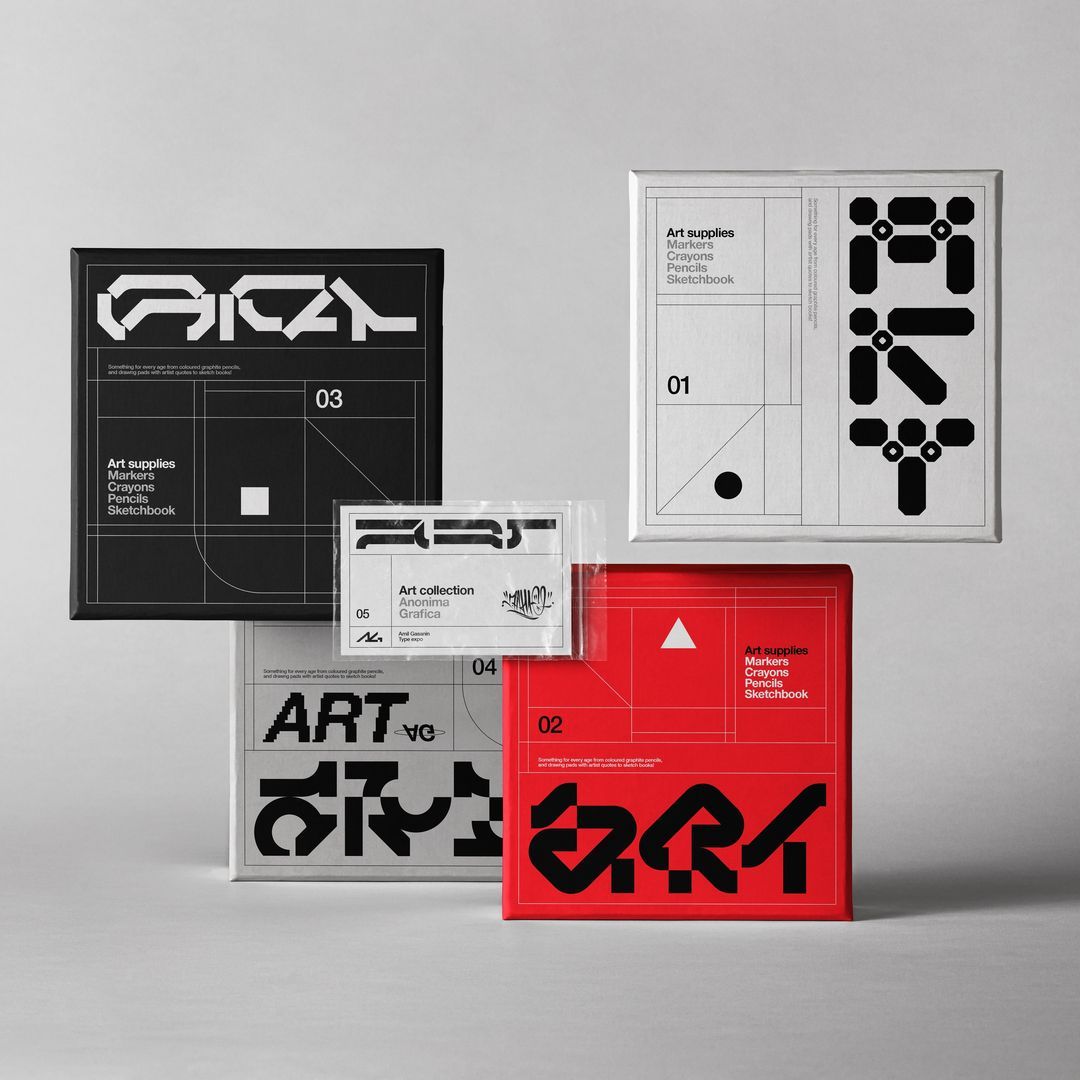 ART
Something for every age from coloured graphite pencils,
and drawng pads with artist quotes to sketch books!
03
Art supplies
Markers
Crayons
Pencils
Sketchbook
Art supplies
Markers
Crayons
Pencils
Sketchbook
01
Something for every age from coloured graphite pencils,
and drawng pads with artist quotes to sketch books!
ART
ART
Art collection
Anonima
Grafica
05
AG
Amil Gasanin
Type expo
Something for every age from coloured graphite pencils,
and drawng pads with artist quotes to sketch books!
04
ART
AG
ART
Art supplies
Markers
Crayons
Pencils
Sketchbook
02
Something for every age from coloured graphite pencils,
and drawng pads with artist quotes to sketch books!
ART